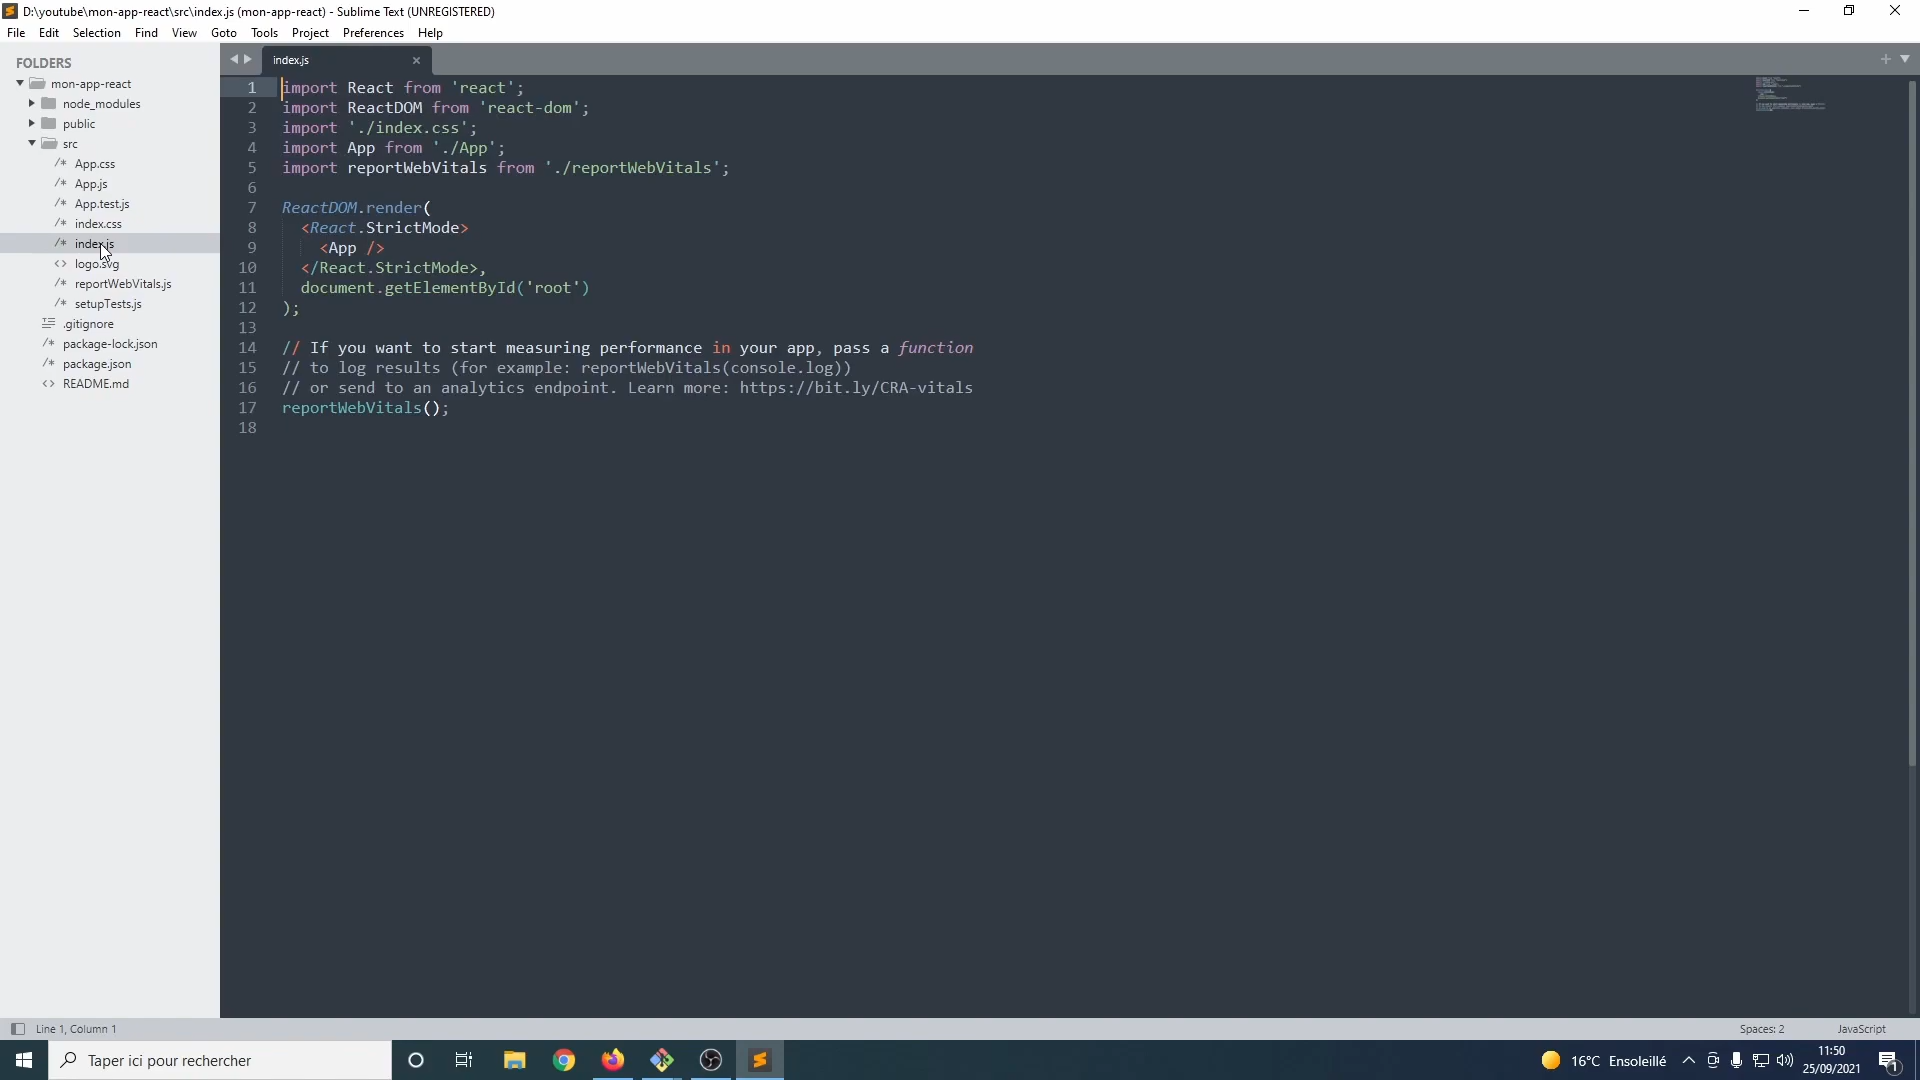 D:\youtube\mon-app-react\src\index.js (mon-app-react) - Sublime Text (UNREGISTERED)
File Edit Selection Find View Goto Tools Project Preferences Help
FOLDERS
mon-app-react
node_modules
public
src
App.css
App.js
App.test.js
index.css
index.js
logo.svg
reportWebVitals.js
setupTests.js
.gitignore
package-lock.json
package.json
README.md
index.js
1 import React from 'react';
2 import ReactDOM from 'react-dom';
3 import './index.css';
4 import App from './App';
5 import reportWebVitals from './reportWebVitals';
6
7 ReactDOM.render(
8 <React.StrictMode>
9 <App />
10 </React.StrictMode>,
11 document.getElementById('root')
12 );
13
14 // If you want to start measuring performance in your app, pass a function
15 // to log results (for example: reportWebVitals(console.log))
16 // or send to an analytics endpoint. Learn more: https://bit.ly/CRA-vitals
17 reportWebVitals();
18
Line 1, Column 1
Spaces: 2
JavaScript
Taper ici pour rechercher
16°C Ensoleillé
11:50
25/09/2021
1